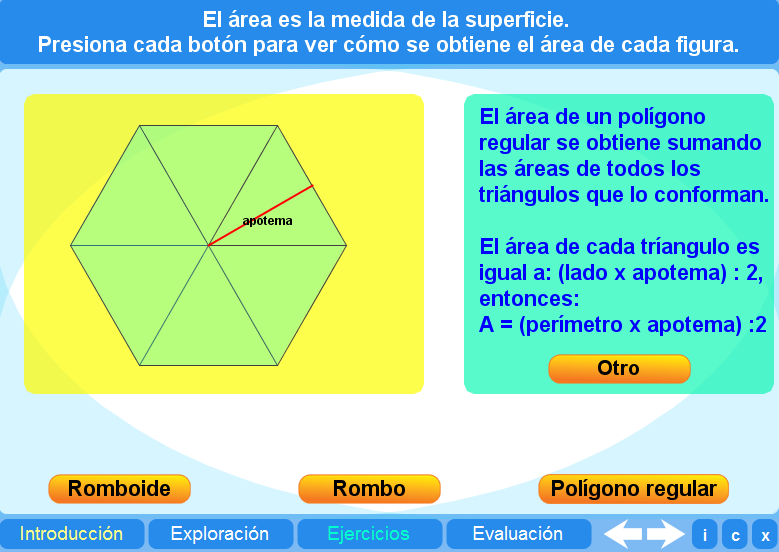 El área es la medida de la superficie.
Presiona cada botón para ver cómo se obtiene el área de cada figura.
apotema
El área de un polígono
regular se obtiene sumando
las áreas de todos los
triángulos que lo conforman.
El área de cada tríangulo es
igual a: (lado x apotema) : 2,
entonces:
A = (perímetro x apotema) :2
Otro
Romboide
Rombo
Polígono regular
Introducción
Exploración
Ejercicios
Evaluación
i
c
x